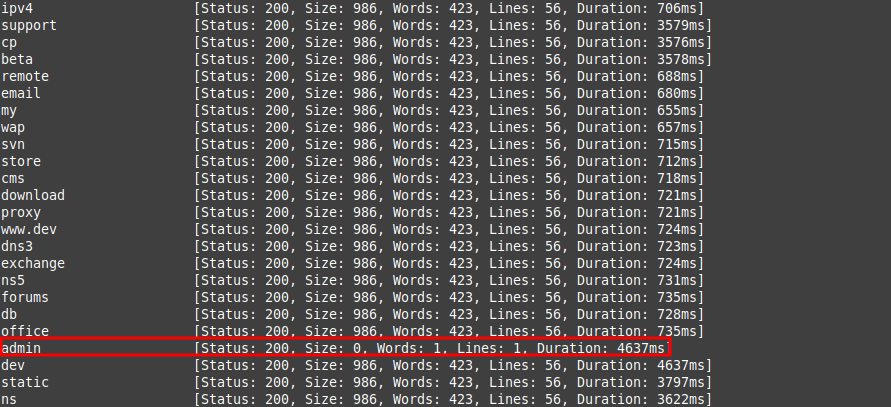 ipv4 [Status: 200, Size: 986, Words: 423, Lines: 56, Duration: 706ms]
support [Status: 200, Size: 986, Words: 423, Lines: 56, Duration: 3579ms]
cp [Status: 200, Size: 986, Words: 423, Lines: 56, Duration: 3576ms]
beta [Status: 200, Size: 986, Words: 423, Lines: 56, Duration: 3578ms]
remote [Status: 200, Size: 986, Words: 423, Lines: 56, Duration: 688ms]
email [Status: 200, Size: 986, Words: 423, Lines: 56, Duration: 680ms]
my [Status: 200, Size: 986, Words: 423, Lines: 56, Duration: 655ms]
wap [Status: 200, Size: 986, Words: 423, Lines: 56, Duration: 657ms]
svn [Status: 200, Size: 986, Words: 423, Lines: 56, Duration: 715ms]
store [Status: 200, Size: 986, Words: 423, Lines: 56, Duration: 712ms]
cms [Status: 200, Size: 986, Words: 423, Lines: 56, Duration: 718ms]
download [Status: 200, Size: 986, Words: 423, Lines: 56, Duration: 721ms]
proxy [Status: 200, Size: 986, Words: 423, Lines: 56, Duration: 721ms]
www.dev [Status: 200, Size: 986, Words: 423, Lines: 56, Duration: 724ms]
dns3 [Status: 200, Size: 986, Words: 423, Lines: 56, Duration: 723ms]
exchange [Status: 200, Size: 986, Words: 423, Lines: 56, Duration: 724ms]
ns5 [Status: 200, Size: 986, Words: 423, Lines: 56, Duration: 731ms]
forums [Status: 200, Size: 986, Words: 423, Lines: 56, Duration: 735ms]
db [Status: 200, Size: 986, Words: 423, Lines: 56, Duration: 728ms]
office [Status: 200, Size: 986, Words: 423, Lines: 56, Duration: 735ms]
admin [Status: 200, Size: 0, Words: 1, Lines: 1, Duration: 4637ms]
dev [Status: 200, Size: 986, Words: 423, Lines: 56, Duration: 4637ms]
static [Status: 200, Size: 986, Words: 423, Lines: 56, Duration: 3797ms]
ns [Status: 200, Size: 986, Words: 423, Lines: 56, Duration: 3622ms]